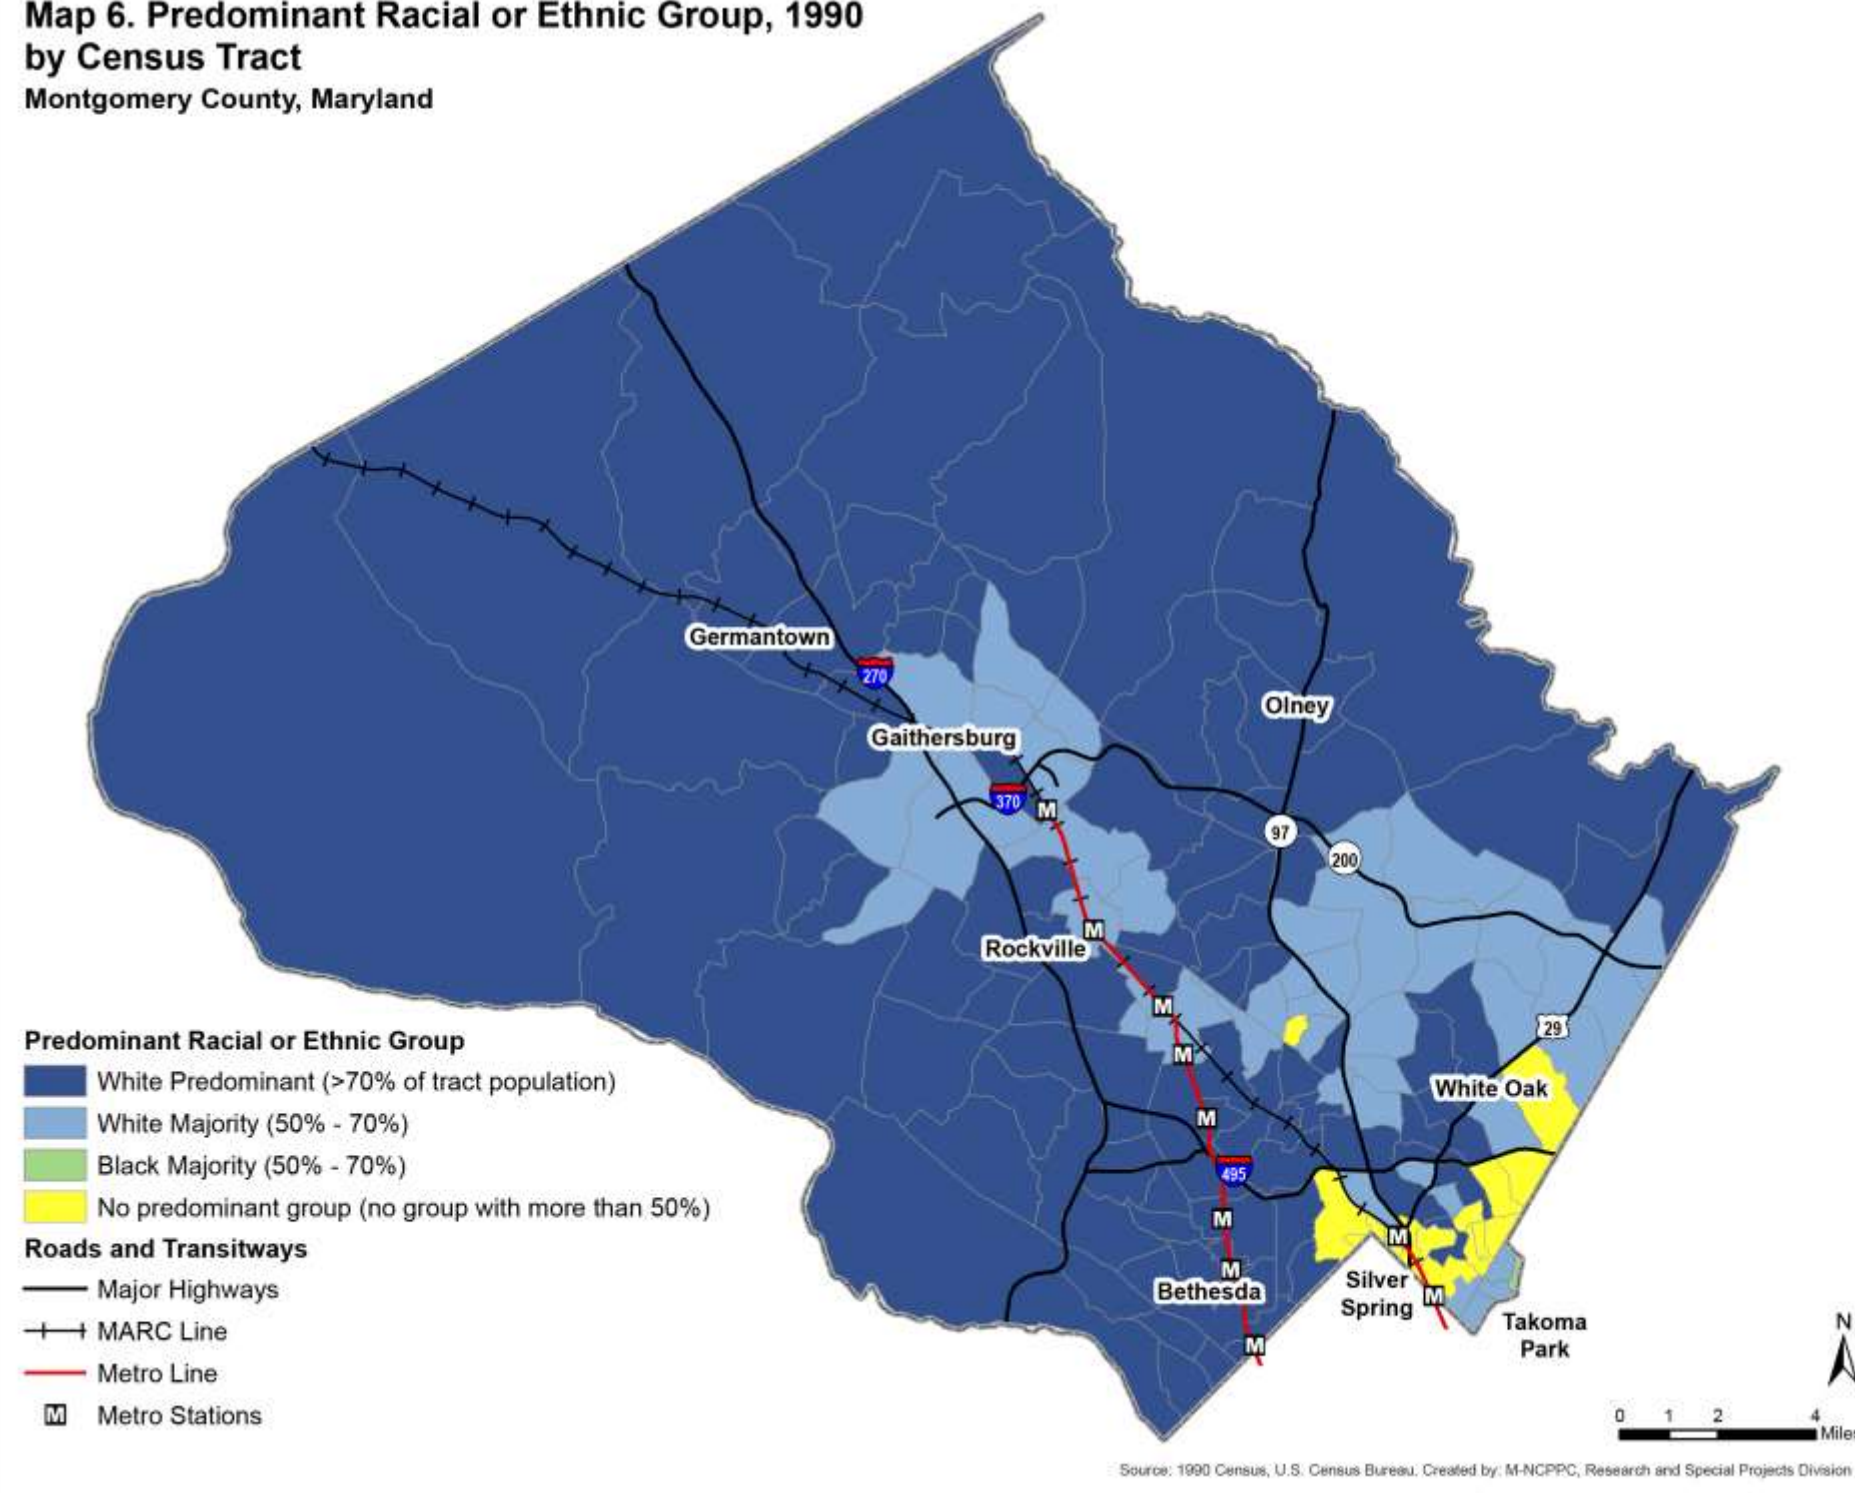 Map 6. Predominant Racial or Ethnic Group, 1990
by Census Tract
Montgomery County, Maryland
Germantown
270
Olney
Gaithersburg
370
M
97
200
M
Rockville
M
29
M
White Oak
M
495
M
M
M
Bethesda
Silver
Spring
M
Takoma
Park
M
Predominant Racial or Ethnic Group
White Predominant (>70% of tract population)
White Majority (50% - 70%)
Black Majority (50% - 70%)
No predominant group (no group with more than 50%)
Roads and Transitways
Major Highways
MARC Line
Metro Line
M Metro Stations
N
0 1 2 4
Miles
Source: 1990 Census, U.S. Census Bureau. Created by: M-NCPPC, Research and Special Projects Division